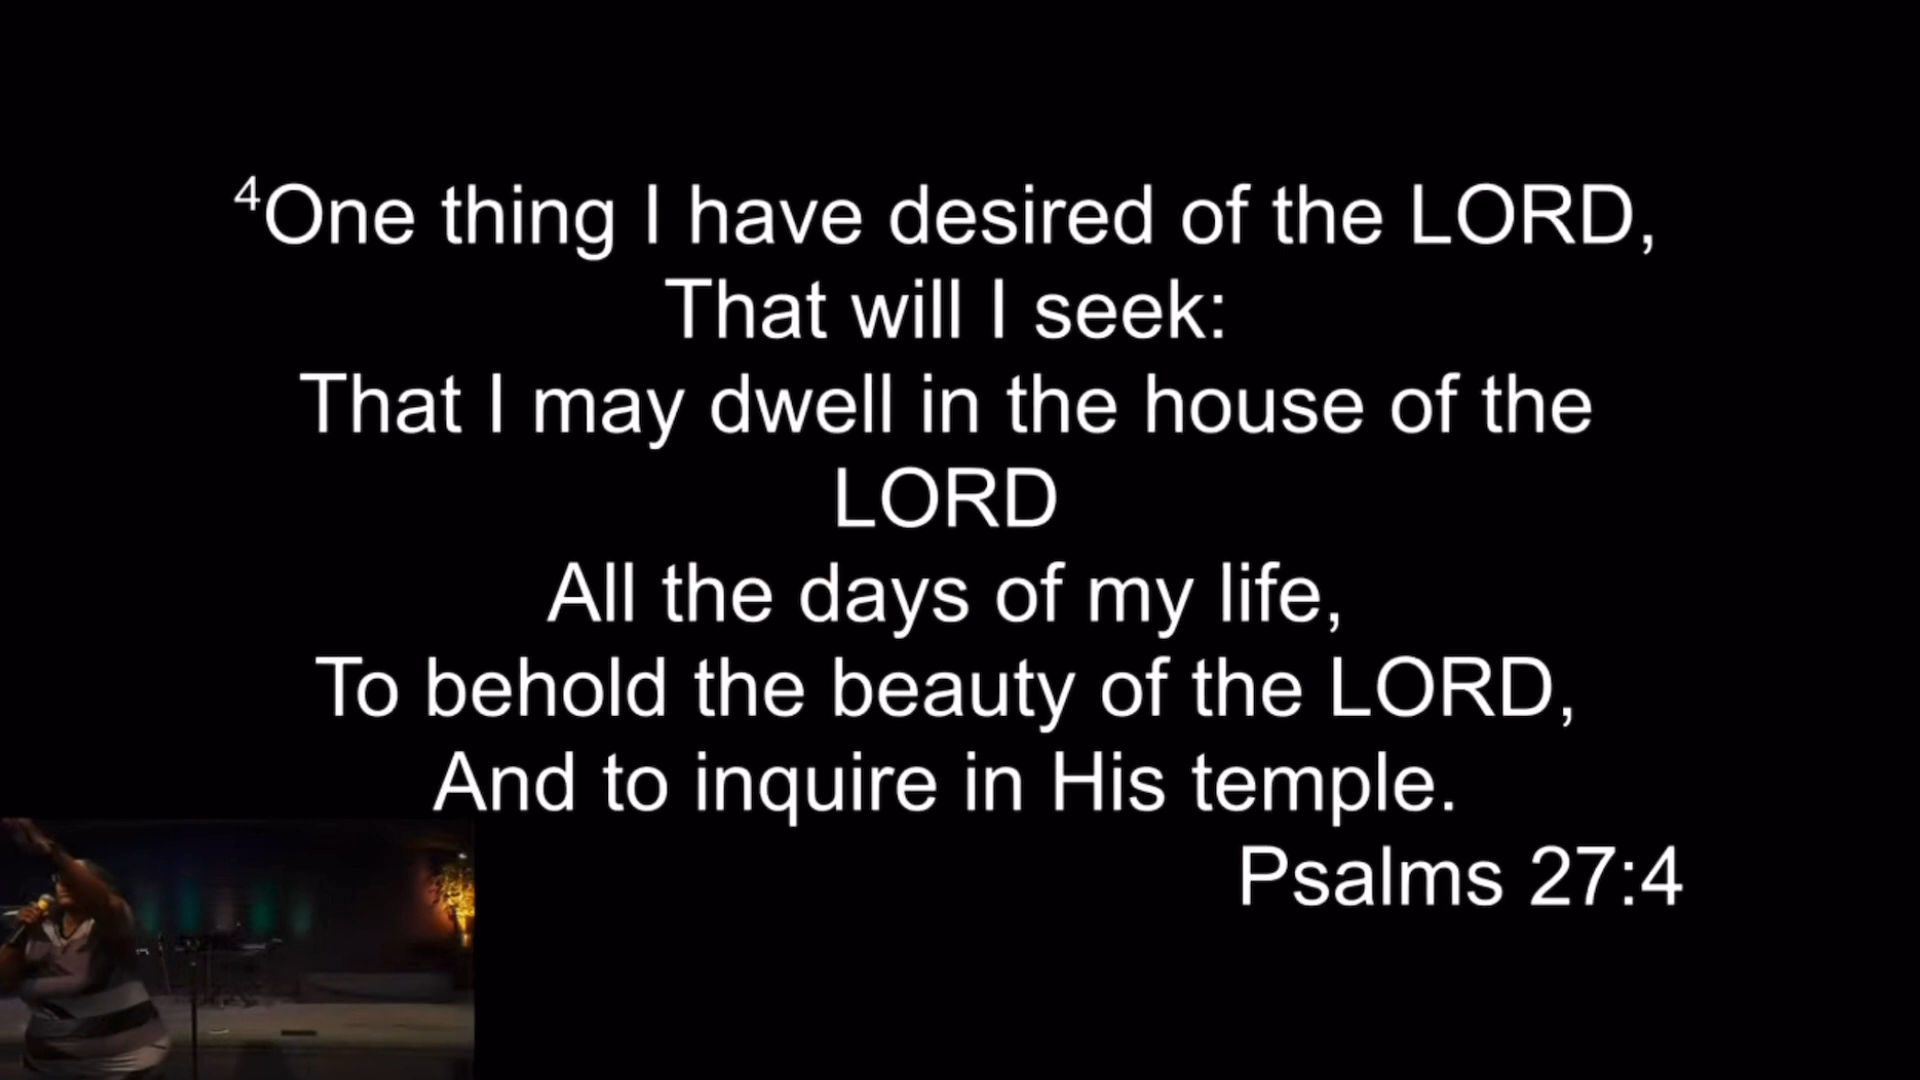 ⁴One thing I have desired of the LORD,
That will I seek:
That I may dwell in the house of the
LORD
All the days of my life,
To behold the beauty of the LORD,
And to inquire in His temple.
Psalms 27:4